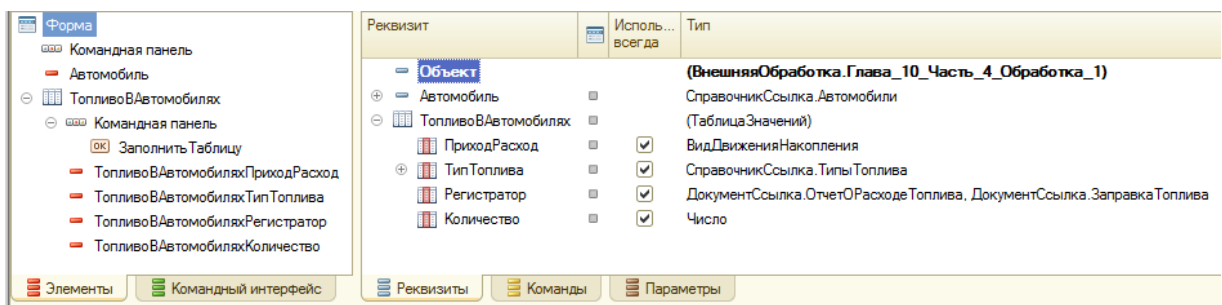 Форма
Командная панель
Автомобиль
ТопливоВАвтомобилях
Командная панель
ОК ЗаполнитьТаблицу
ТопливоВАвтомобиляхПриходРасход
ТопливоВАвтомобиляхТипТоплива
ТопливоВАвтомобиляхРегистратор
ТопливоВАвтомобиляхКоличество
Элементы Командный интерфейс
Реквизит Исполь... Тип
всегда
Объект (ВнешняяОбработка.Глава_10_Часть_4_Обработка_1)
Автомобиль СправочникСсылка.Автомобили
ТопливоВАвтомобилях (ТаблицаЗначений)
ПриходРасход ВидДвиженияНакопления
ТипТоплива СправочникСсылка.ТипыТоплива
Регистратор ДокументСсылка.ОтчетОРасходеТоплива, ДокументСсылка.ЗаправкаТоплива
Количество Число
Реквизиты Команды Параметры